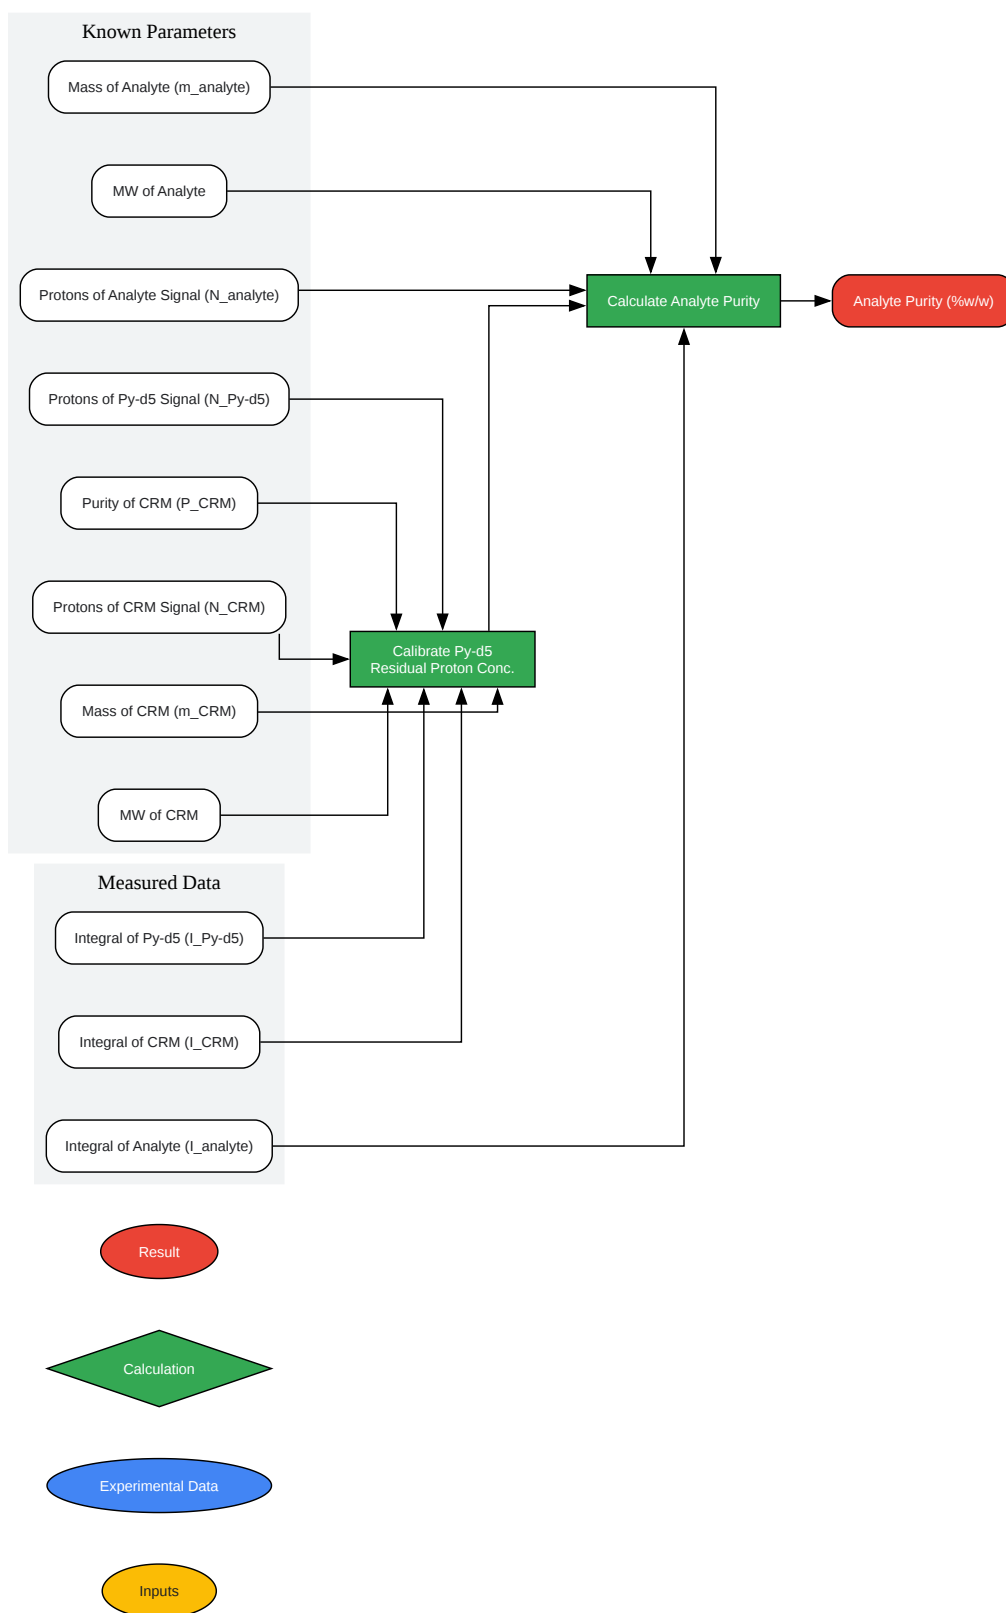 Known Parameters
Mass of Analyte (m_analyte)
MW of Analyte
Protons of Analyte Signal (N_analyte)
Calculate Analyte Purity
Analyte Purity (%w/w)
Protons of Py-d5 Signal (N_Py-d5)
Purity of CRM (P_CRM)
Protons of CRM Signal (N_CRM)
Calibrate Py-d5
Residual Proton Conc.
Mass of CRM (m_CRM)
MW of CRM
Measured Data
Integral of Py-d5 (I_Py-d5)
Integral of CRM (I_CRM)
Integral of Analyte (I_analyte)
Result
Calculation
Experimental Data
Inputs